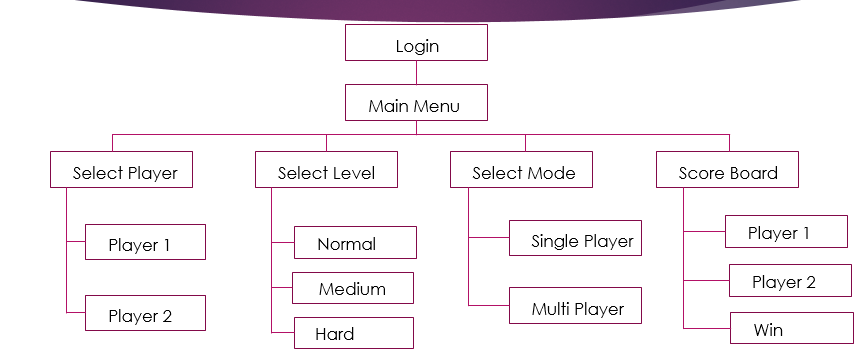 Login
Main Menu
Select Player
Select Level
Select Mode
Score Board
Player 1
Player 2
Normal
Medium
Hard
Single Player
Multi Player
Player 1
Player 2
Win